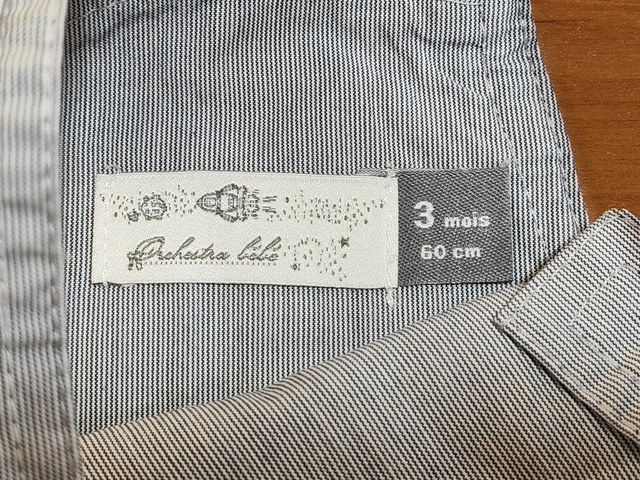 Orchestra bébé
3 mois
60 cm